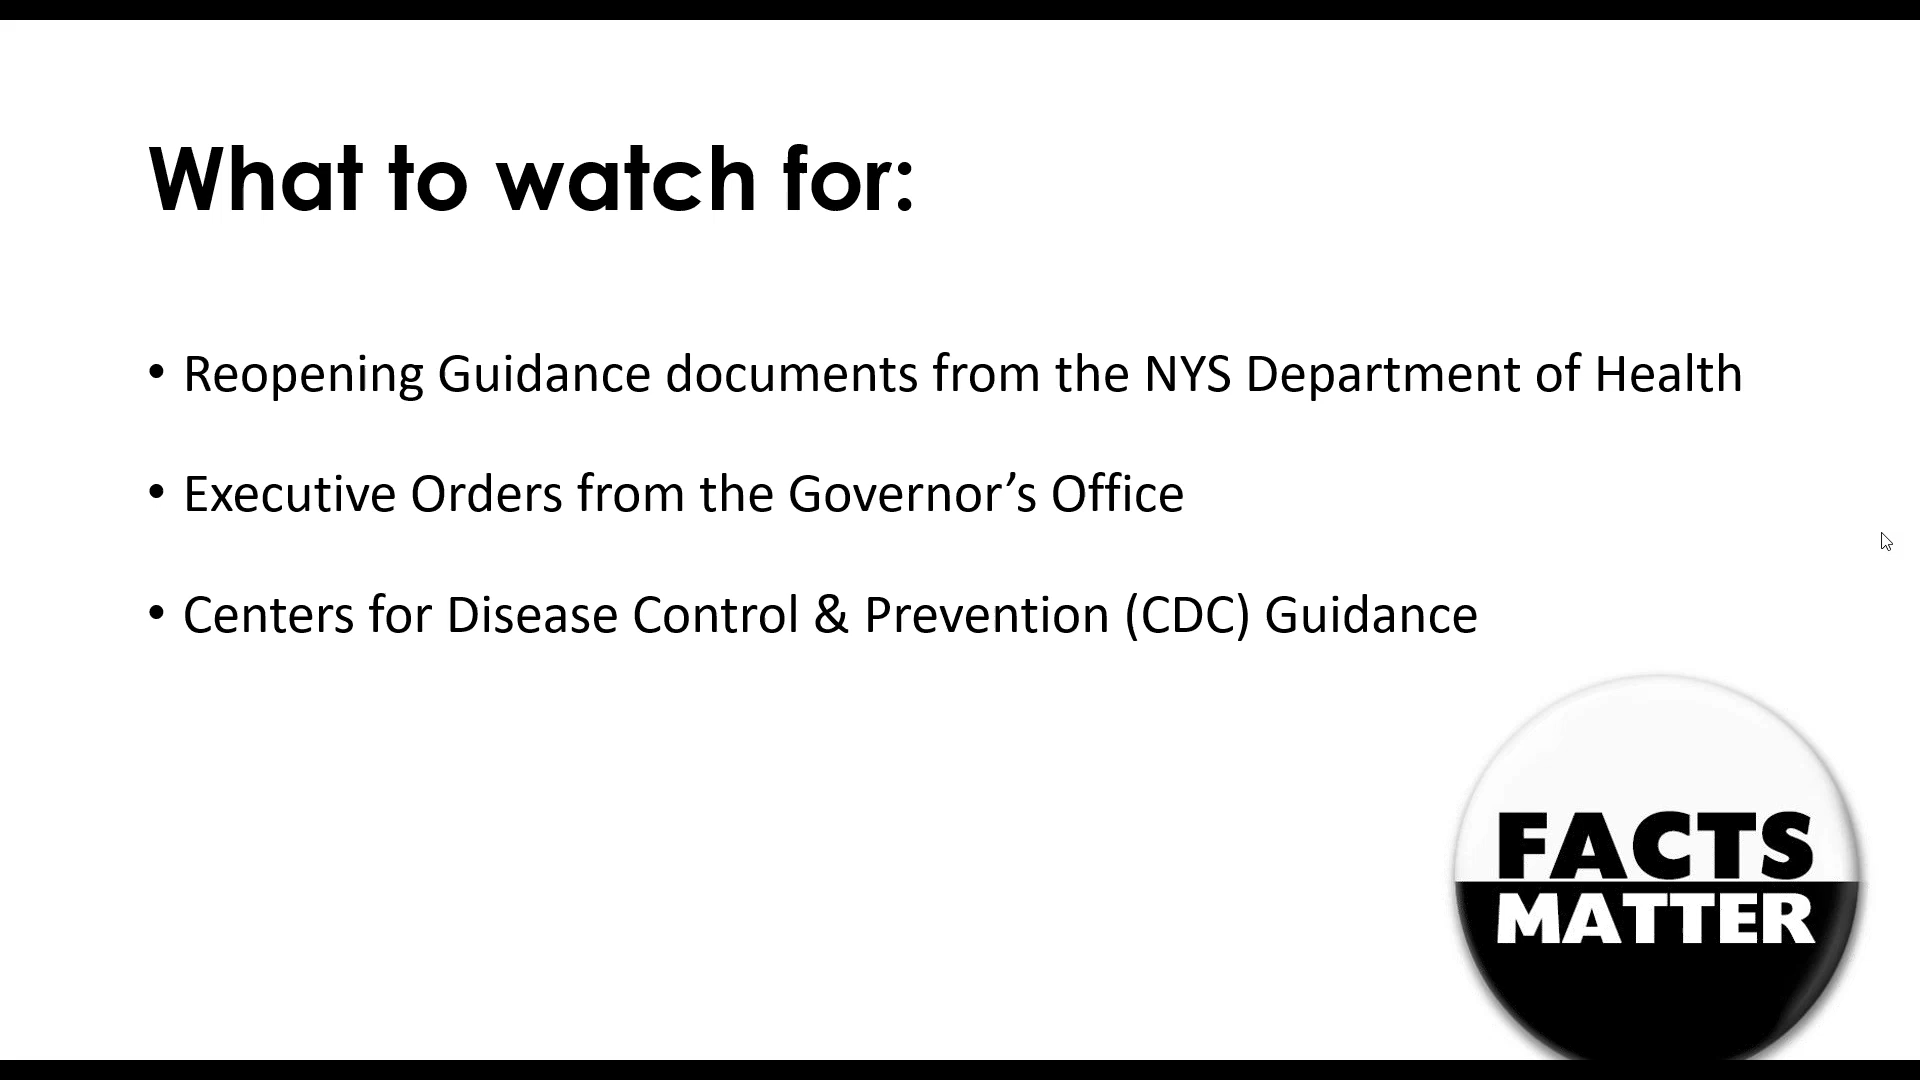 What to watch for:
• Reopening Guidance documents from the NYS Department of Health
• Executive Orders from the Governor’s Office
• Centers for Disease Control & Prevention (CDC) Guidance
FACTS
MATTER